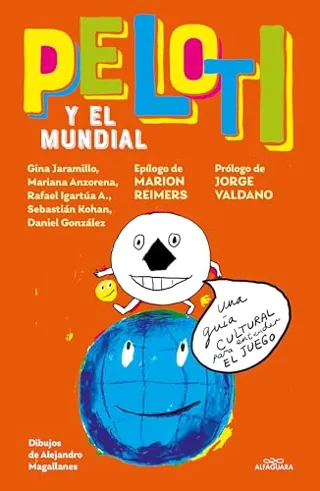 PELOTI
Y EL
MUNDIAL
Gina Jaramillo,
Mariana Anzorena,
Rafael Igartúa A.,
Sebastián Kohan,
Daniel González
Epílogo de
MARION
REIMERS
Prólogo de
JORGE
VALDANO
una
guía
CULTURAL
para entender
EL JUEGO
Dibujos
de Alejandro
Magallanes
ALFAGUARA